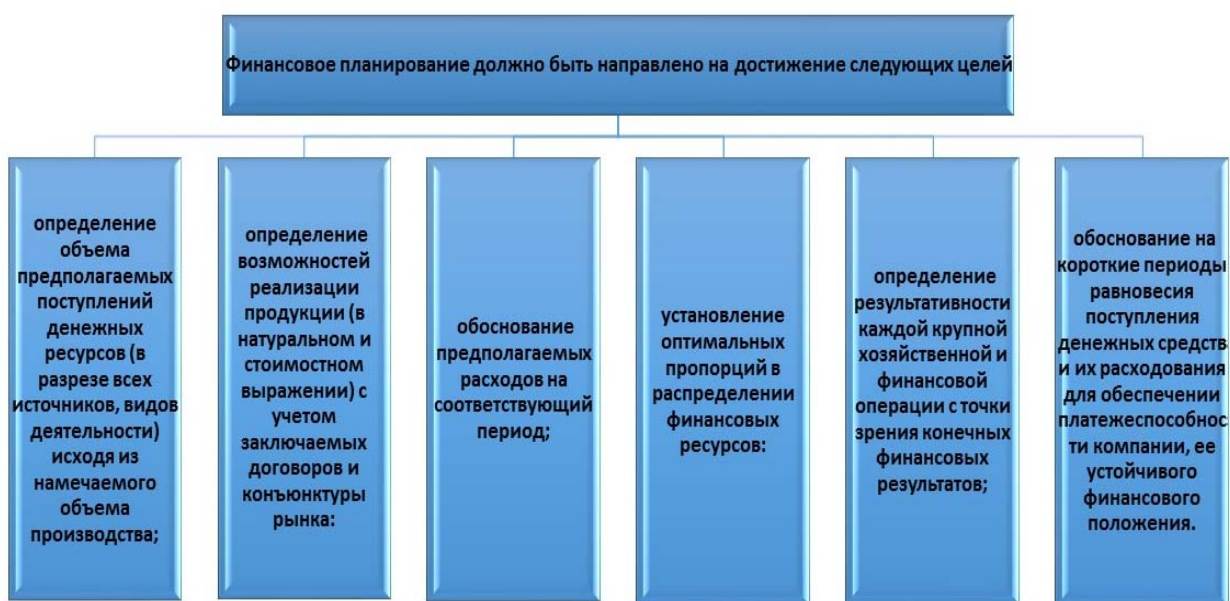 Финансовое планирование должно быть направлено на достижение следующих целей
определение
объема
предполагаемых
поступлений
денежных
ресурсов (в
разрезе всех
источников, видов
деятельности)
исходя из
намечаемого
объема
производства;
определение
возможностей
реализации
продукции (в
натуральном и
стоимостном
выражении) с
учетом
заключаемых
договоров и
конъюнктуры
рынка:
обоснование
предполагаемых
расходов на
соответствующий
период;
установление
оптимальных
пропорций в
распределении
финансовых
ресурсов:
определение
результативности
каждой крупной
хозяйственной и
финансовой
операции с точки
зрения конечных
финансовых
результатов;
обоснование на
короткие периоды
равновесия
поступления
денежных средств
и их расходования
для обеспечении
платежеспособнос
ти компании, ее
устойчивого
финансового
положения.